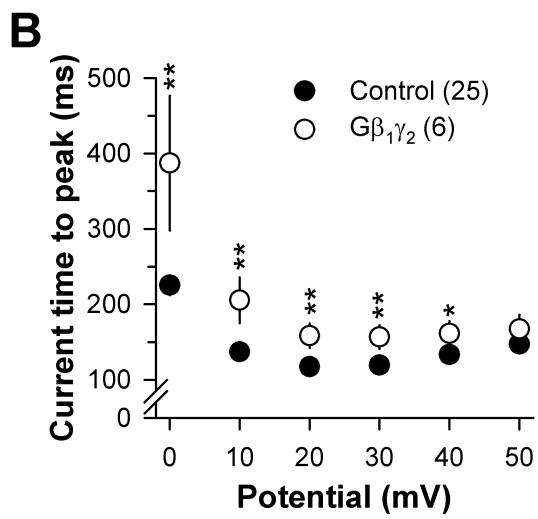 B
Current time to peak (ms)
500
400
300
200
100
0
Control (25)
Gβ₁γ₂ (6)
**
**
**
**
*
0 10 20 30 40 50
Potential (mV)